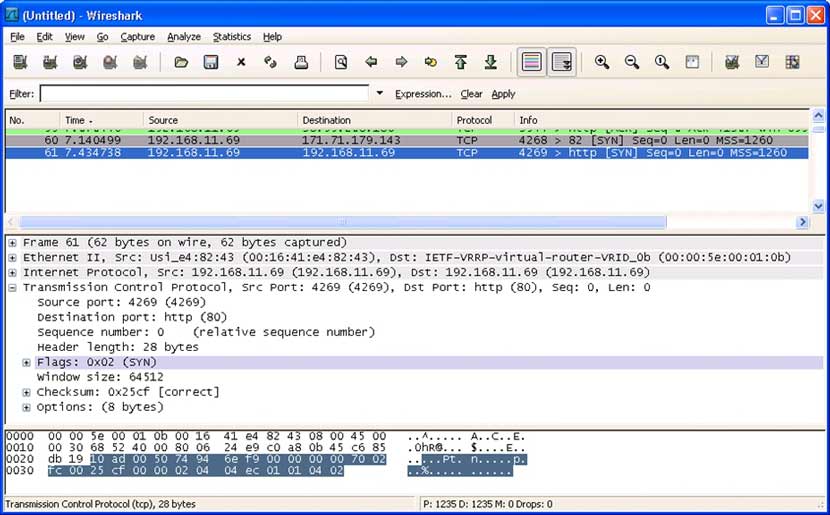 (Untitled) - Wireshark
File Edit View Go Capture Analyze Statistics Help
Filter: Expression... Clear Apply
No. Time Source Destination Protocol Info
60 7.140499 192.168.11.69 171.71.179.143 TCP 4268 > 82 [SYN] Seq=0 Len=0 MSS=1260
61 7.434738 192.168.11.69 192.168.11.69 TCP 4269 > http [SYN] Seq=0 Len=0 MSS=1260
Frame 61 (62 bytes on wire, 62 bytes captured)
Ethernet II, Src: Usi_e4:82:43 (00:16:41:e4:82:43), Dst: IETF-VRRP-virtual-router-VRID_0b (00:00:5e:00:01:0b)
Internet Protocol, Src: 192.168.11.69 (192.168.11.69), Dst: 192.168.11.69 (192.168.11.69)
Transmission Control Protocol, Src Port: 4269 (4269), Dst Port: http (80), Seq: 0, Len: 0
Source port: 4269 (4269)
Destination port: http (80)
Sequence number: 0 (relative sequence number)
Header length: 28 bytes
Flags: 0x02 (SYN)
Window size: 64512
Checksum: 0x25cf [correct]
Options: (8 bytes)
0000 00 00 5e 00 01 0b 00 16 41 e4 82 43 08 00 45 00 ..^..... A..C..E.
0010 00 30 68 52 40 00 80 06 24 e9 c0 a8 0b 45 c6 85 .0hR@... $....E..
0020 db 19 10 ad 00 50 74 94 6e f9 00 00 00 00 70 02 .....Pt. n.....p.
0030 fc 00 25 cf 00 00 02 04 04 ec 01 01 04 02 ..%..... ......
Transmission Control Protocol (tcp), 28 bytes P: 1235 D: 1235 M: 0 Drops: 0